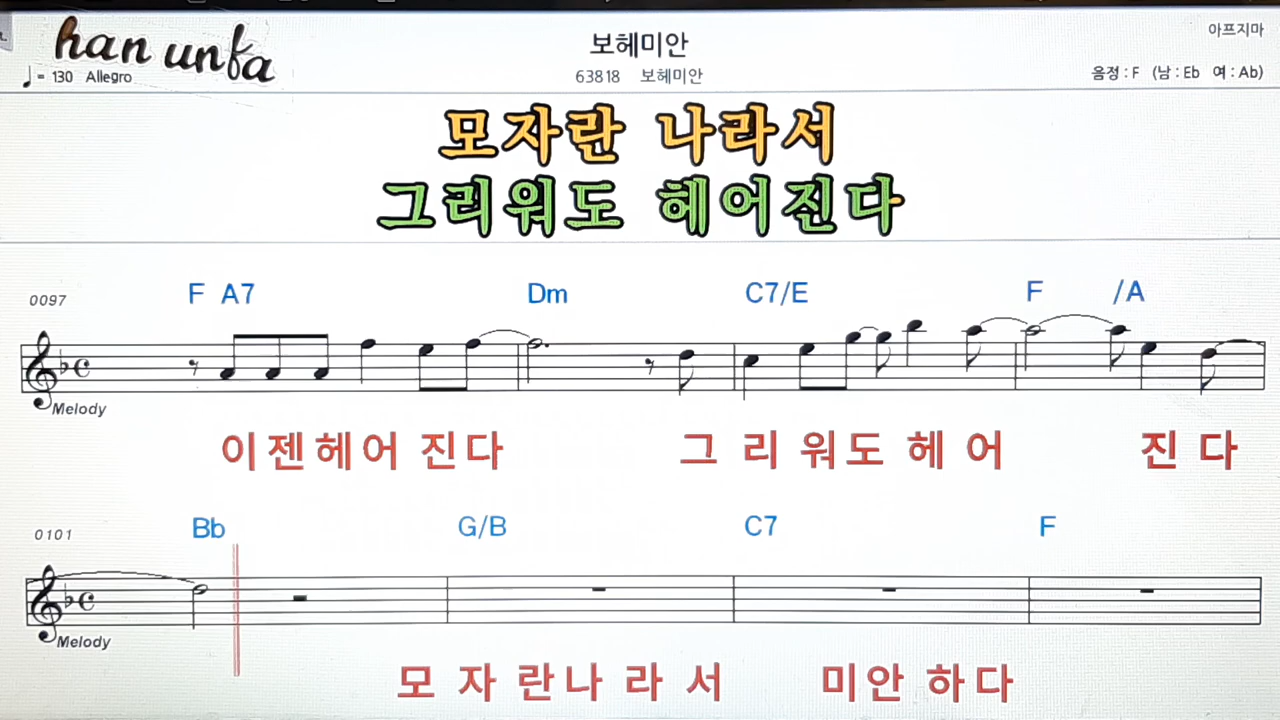 han unfa
보헤미안
아프지마
♩= 130 Allegro
63818 보헤미안
음정 : F (남 : Eb 여 : Ab)
모자란 나라서
그리워도 헤어진다
0097 F A7 Dm C7/E F /A
Melody
이젠헤어 진다 그 리 워도 헤 어 진 다
0101 Bb G/B C7 F
Melody
모 자 란나 라 서 미안 하다